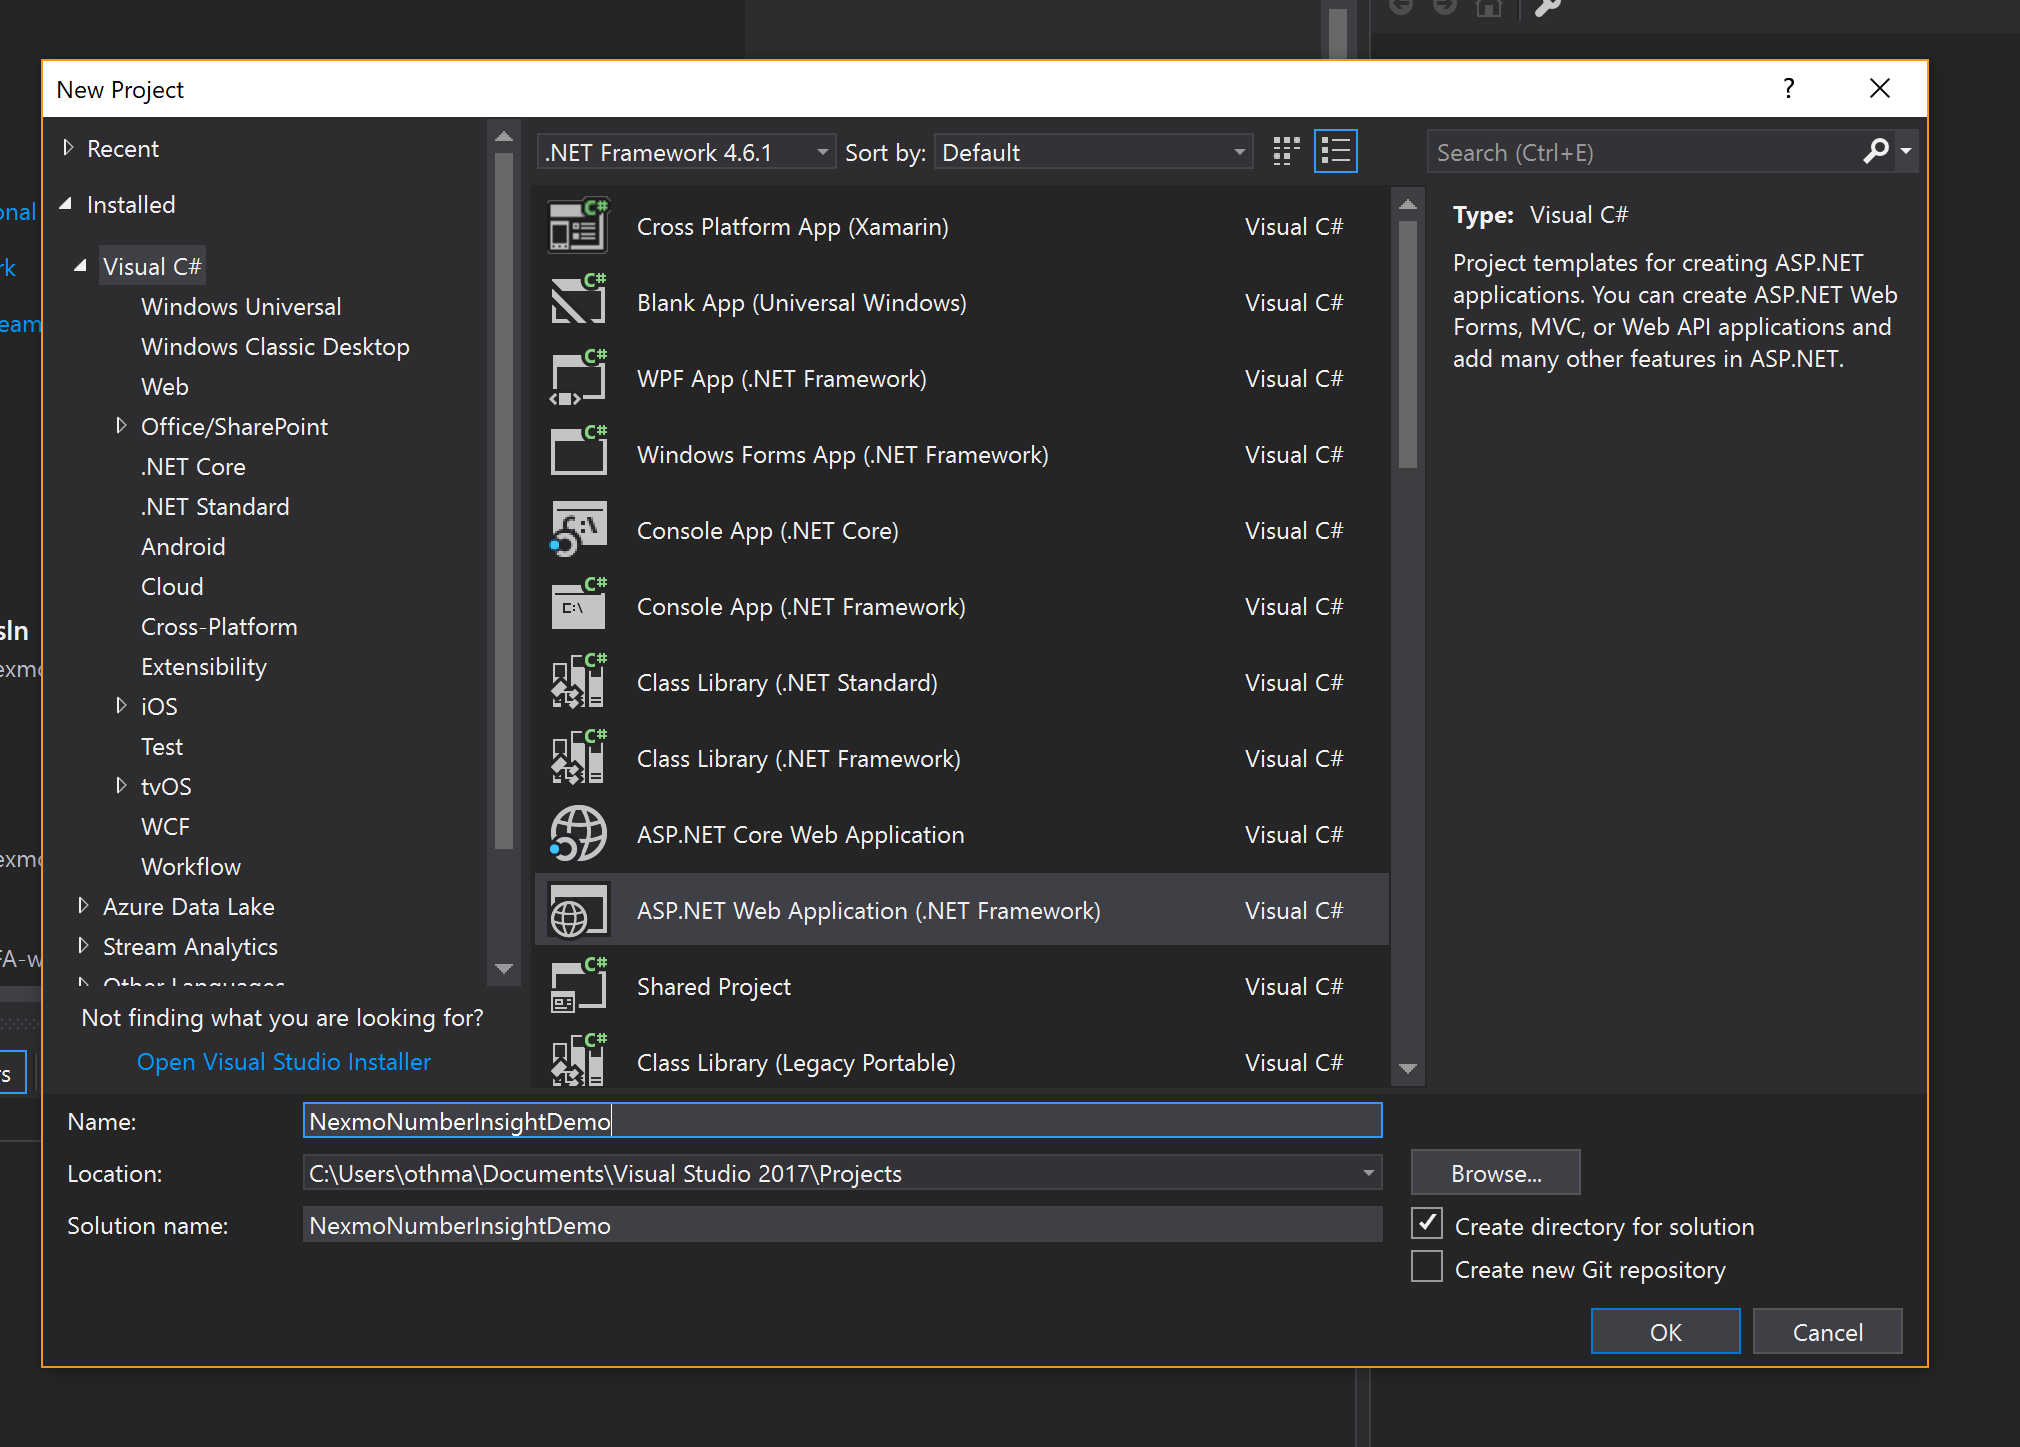 New Project
?
Recent
Installed
Visual C#
Windows Universal
Windows Classic Desktop
Web
Office/SharePoint
.NET Core
.NET Standard
Android
Cloud
Cross-Platform
Extensibility
iOS
Test
tvOS
WCF
Workflow
Azure Data Lake
Stream Analytics
Other Languages
Not finding what you are looking for?
Open Visual Studio Installer
.NET Framework 4.6.1 Sort by: Default
Cross Platform App (Xamarin) Visual C#
Blank App (Universal Windows) Visual C#
WPF App (.NET Framework) Visual C#
Windows Forms App (.NET Framework) Visual C#
Console App (.NET Core) Visual C#
Console App (.NET Framework) Visual C#
Class Library (.NET Standard) Visual C#
Class Library (.NET Framework) Visual C#
ASP.NET Core Web Application Visual C#
ASP.NET Web Application (.NET Framework) Visual C#
Shared Project Visual C#
Class Library (Legacy Portable) Visual C#
Search (Ctrl+E)
Type: Visual C#
Project templates for creating ASP.NET
applications. You can create ASP.NET Web
Forms, MVC, or Web API applications and
add many other features in ASP.NET.
Name: NexmoNumberInsightDemo
Location: C:\Users\othma\Documents\Visual Studio 2017\Projects
Browse...
Solution name: NexmoNumberInsightDemo
Create directory for solution
Create new Git repository
OK
Cancel